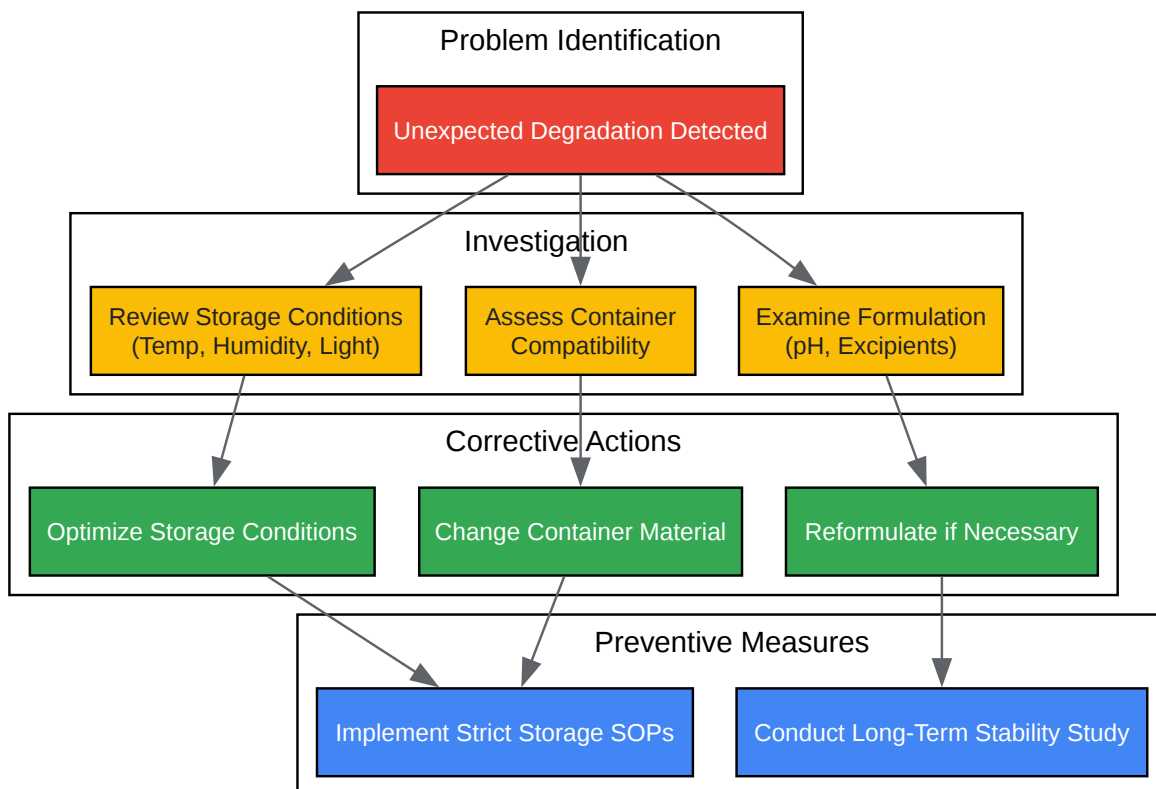 Problem Identification
Unexpected Degradation Detected
Investigation
Review Storage Conditions
(Temp, Humidity, Light)
Assess Container
Compatibility
Examine Formulation
(pH, Excipients)
Corrective Actions
Optimize Storage Conditions
Change Container Material
Reformulate if Necessary
Preventive Measures
Implement Strict Storage SOPs
Conduct Long-Term Stability Study